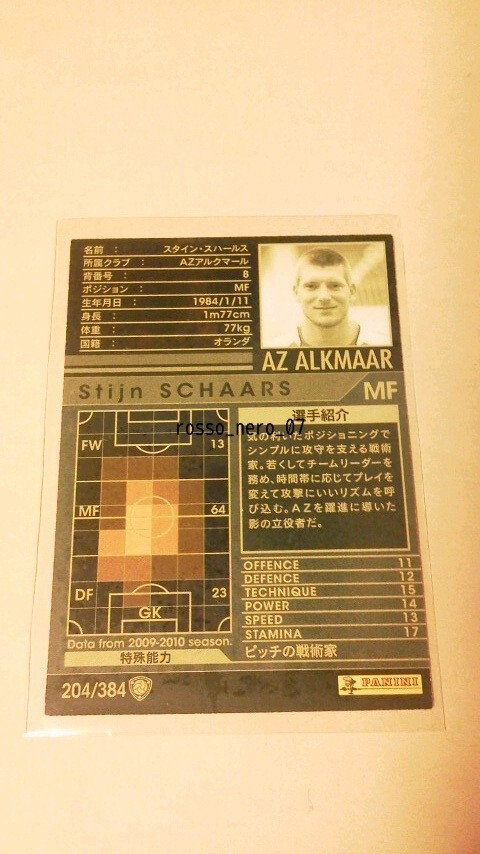 名前 : スタイン・スハールス
所属クラブ : AZアルクマール
背番号 : 8
ポジション : MF
生年月日 : 1984/1/11
身長 : 1m77cm
体重 : 77kg
国籍 : オランダ
AZ ALKMAAR
Stijn SCHAARS MF
rosso_nero_07
FW 13
MF 64
DF 23
GK
Data from 2009-2010 season.
特殊能力
選手紹介
気の利いたポジショニングで
シンプルに攻守を支える戦術
家。若くしてチームリーダーを
務め、時間帯に応じてプレイを
変えて攻撃にいいリズムを呼
び込む。AZを躍進に導いた
影の立役者だ。
OFFENCE 11
DEFENCE 12
TECHNIQUE 15
POWER 14
SPEED 13
STAMINA 17
ピッチの戦術家
204/384
PANINI